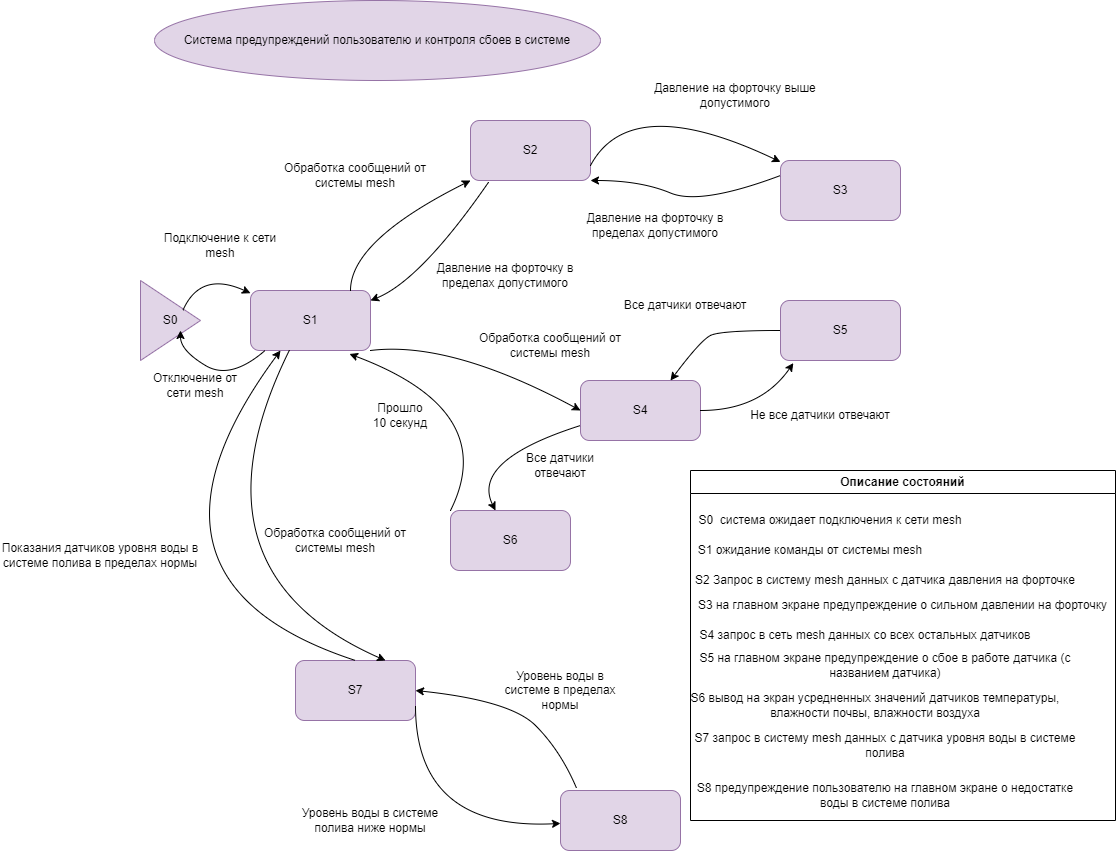 Система предупреждений пользователю и контроля сбоев в системе
Давление на форточку выше
допустимого
S2
Обработка сообщений от
системы mesh
S3
Давление на форточку в
пределах допустимого
Подключение к сети
mesh
Давление на форточку в
пределах допустимого
Все датчики отвечают
S0
S1
S5
Обработка сообщений от
системы mesh
Отключение от
сети mesh
Прошло
10 секунд
S4
Не все датчики отвечают
Все датчики
отвечают
Описание состояний
S0 система ожидает подключения к сети mesh
S1 ожидание команды от системы mesh
S2 Запрос в систему mesh данных с датчика давления на форточке
S3 на главном экране предупреждение о сильном давлении на форточку
S4 запрос в сеть mesh данных со всех остальных датчиков
S5 на главном экране предупреждение о сбое в работе датчика (с
названием датчика)
S6 вывод на экран усредненных значений датчиков температуры,
влажности почвы, влажности воздуха
S7 запрос в систему mesh данных с датчика уровня воды в системе
полива
S8 предупреждение пользователю на главном экране о недостатке
воды в системе полива
S6
Обработка сообщений от
системы mesh
Показания датчиков уровня воды в
системе полива в пределах нормы
S7
Уровень воды в
системе в пределах
нормы
Уровень воды в системе
полива ниже нормы
S8